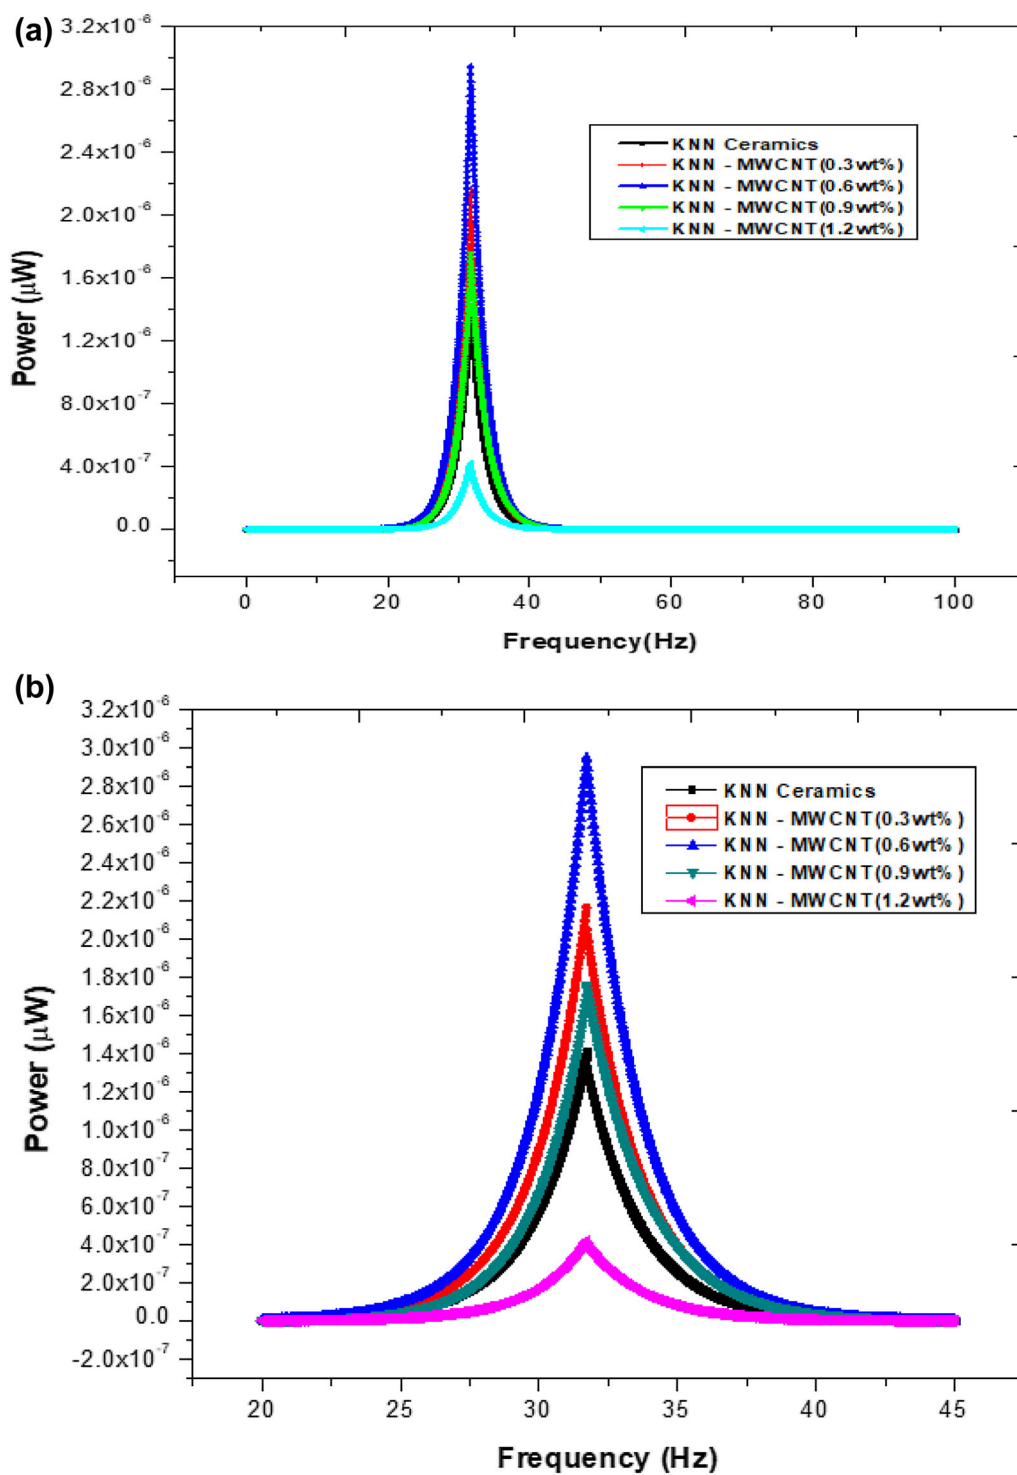 (a)
3.2x10⁻⁶
2.8x10⁻⁶
2.4x10⁻⁶
2.0x10⁻⁶
1.6x10⁻⁶
1.2x10⁻⁶
8.0x10⁻⁷
4.0x10⁻⁷
0.0
Power (μW)
KNN Ceramics
KNN - MWCNT(0.3wt%)
KNN - MWCNT(0.6wt%)
KNN - MWCNT(0.9wt%)
KNN - MWCNT(1.2wt%)
0 20 40 60 80 100
Frequency(Hz)
(b)
3.2x10⁻⁶
3.0x10⁻⁶
2.8x10⁻⁶
2.6x10⁻⁶
2.4x10⁻⁶
2.2x10⁻⁶
2.0x10⁻⁶
1.8x10⁻⁶
1.6x10⁻⁶
1.4x10⁻⁶
1.2x10⁻⁶
1.0x10⁻⁶
8.0x10⁻⁷
6.0x10⁻⁷
4.0x10⁻⁷
2.0x10⁻⁷
0.0
-2.0x10⁻⁷
Power (μW)
KNN Ceramics
KNN - MWCNT(0.3wt%)
KNN - MWCNT(0.6wt%)
KNN - MWCNT(0.9wt%)
KNN - MWCNT(1.2wt%)
20 25 30 35 40 45
Frequency (Hz)